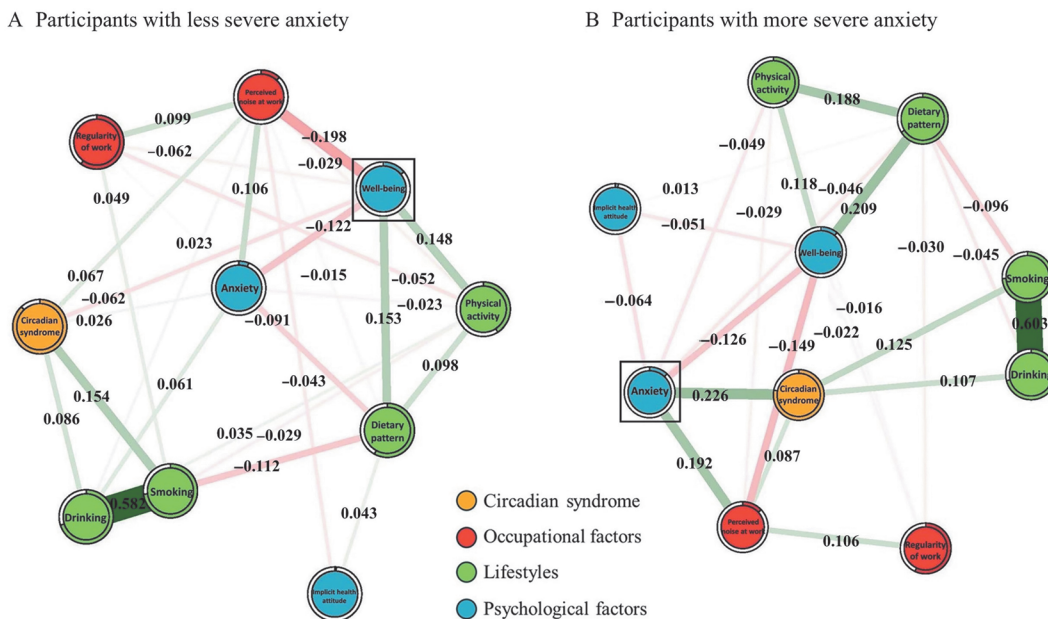 A Participants with less severe anxiety
B Participants with more severe anxiety
Perceived
noise at work
Regularity
of work
0.099
−0.198
−0.062
−0.029
Well-being
0.049
0.106
−0.122
0.148
0.023
0.067
−0.015
−0.052
Anxiety
−0.062
−0.023
Physical
activity
0.026
Circadian
syndrome
−0.091
0.153
0.098
0.061
−0.043
0.154
0.086
Dietary
pattern
0.035
−0.029
−0.112
Smoking
0.582
Drinking
0.043
Implicit health
attitude
Physical
activity
0.188
Dietary
pattern
−0.049
0.013
0.118
−0.046
−0.096
Implicit health
attitude
−0.051
−0.029
0.209
−0.030
−0.045
Well-being
Smoking
−0.064
−0.016
0.603
−0.126
−0.149
−0.022
0.125
Drinking
Anxiety
0.226
Circadian
syndrome
0.107
0.192
0.087
Perceived
noise at work
0.106
Regularity
of work
Circadian syndrome
Occupational factors
Lifestyles
Psychological factors